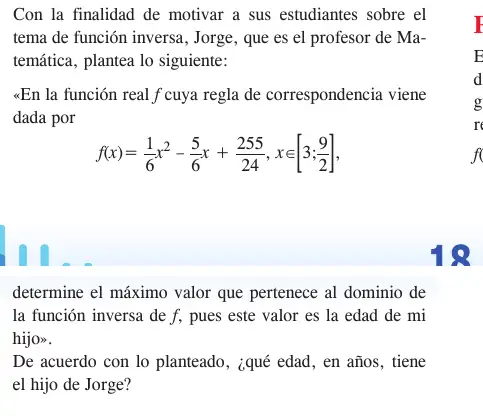 Con la finalidad de motivar a sus estudiantes sobre el
tema de función inversa, Jorge, que es el profesor de Ma-
temática, plantea lo siguiente:
«En la función real f cuya regla de correspondencia viene
dada por
f(x) = 1/6 x² – 5/6 x + 255/24, x∈[3; 9/2],
18
determine el máximo valor que pertenece al dominio de
la función inversa de f, pues este valor es la edad de mi
hijo».
De acuerdo con lo planteado, ¿qué edad, en años, tiene
el hijo de Jorge?